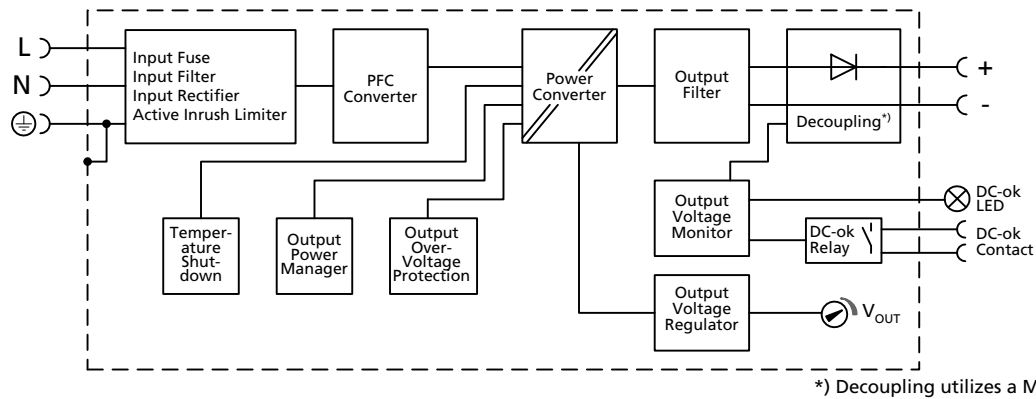 L
Input Fuse
Input Filter
Input Rectifier
Active Inrush Limiter
N
PFC
Converter
Power
Converter
Output
Filter
Decoupling*)
+
-
Temper-
ature
Shut-
down
Output
Power
Manager
Output
Over-
Voltage
Protection
Output
Voltage
Monitor
DC-ok
Relay
DC-ok
LED
DC-ok
Contact
Output
Voltage
Regulator
VOUT
*) Decoupling utilizes a M